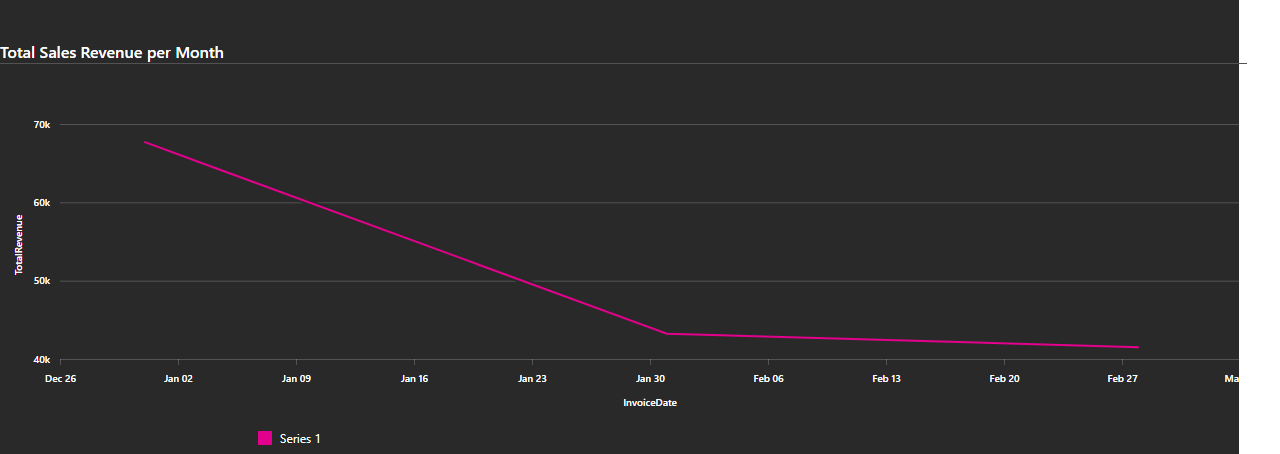 Total Sales Revenue per Month
70k
60k
50k
40k
TotalRevenue
Dec 26 Jan 02 Jan 09 Jan 16 Jan 23 Jan 30 Feb 06 Feb 13 Feb 20 Feb 27 Ma
InvoiceDate
Series 1